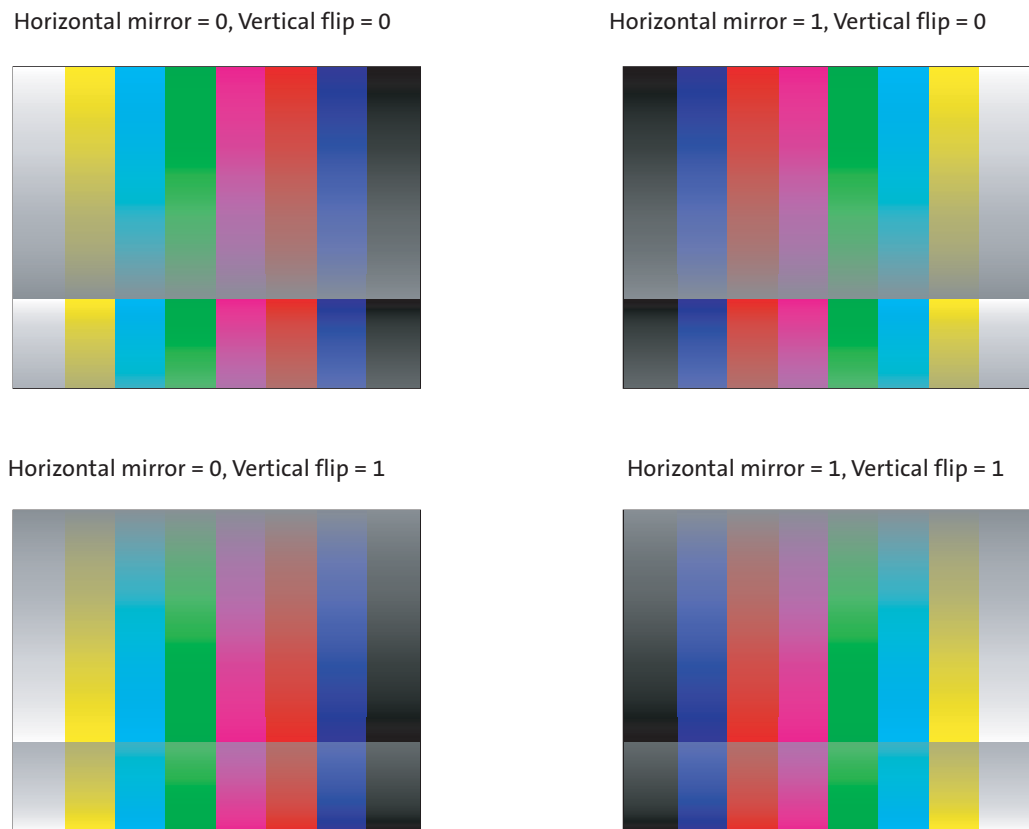 Horizontal mirror = 0, Vertical flip = 0
Horizontal mirror = 1, Vertical flip = 0
Horizontal mirror = 0, Vertical flip = 1
Horizontal mirror = 1, Vertical flip = 1